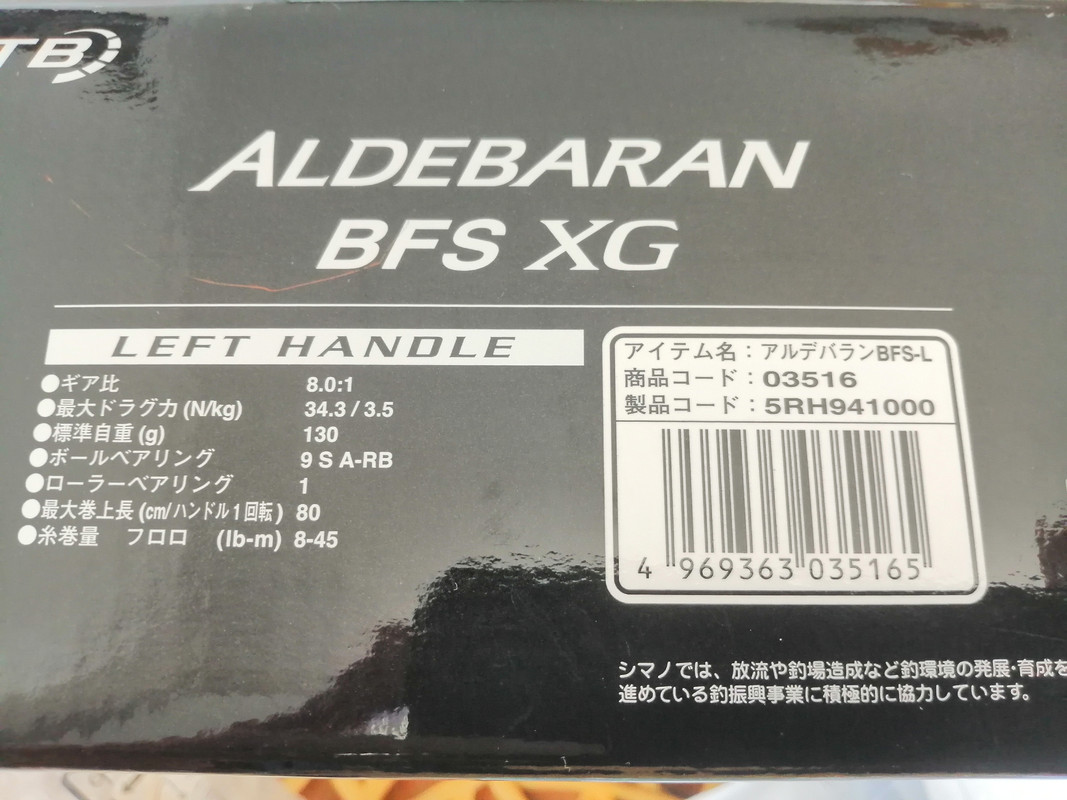 TB
ALDEBARAN
BFS XG
LEFT HANDLE
●ギア比 8.0:1
●最大ドラグ力(N/kg) 34.3 / 3.5
●標準自重(g) 130
●ボールベアリング 9 S A-RB
●ローラーベアリング 1
●最大巻上長(cm/ハンドル1回転) 80
●糸巻量 フロロ (lb-m) 8-45
アイテム名：アルデバランBFS-L
商品コード：03516
製品コード：5RH941000
4 969363 035165
シマノでは、放流や釣場造成など釣環境の発展・育成を
進めている釣振興事業に積極的に協力しています。